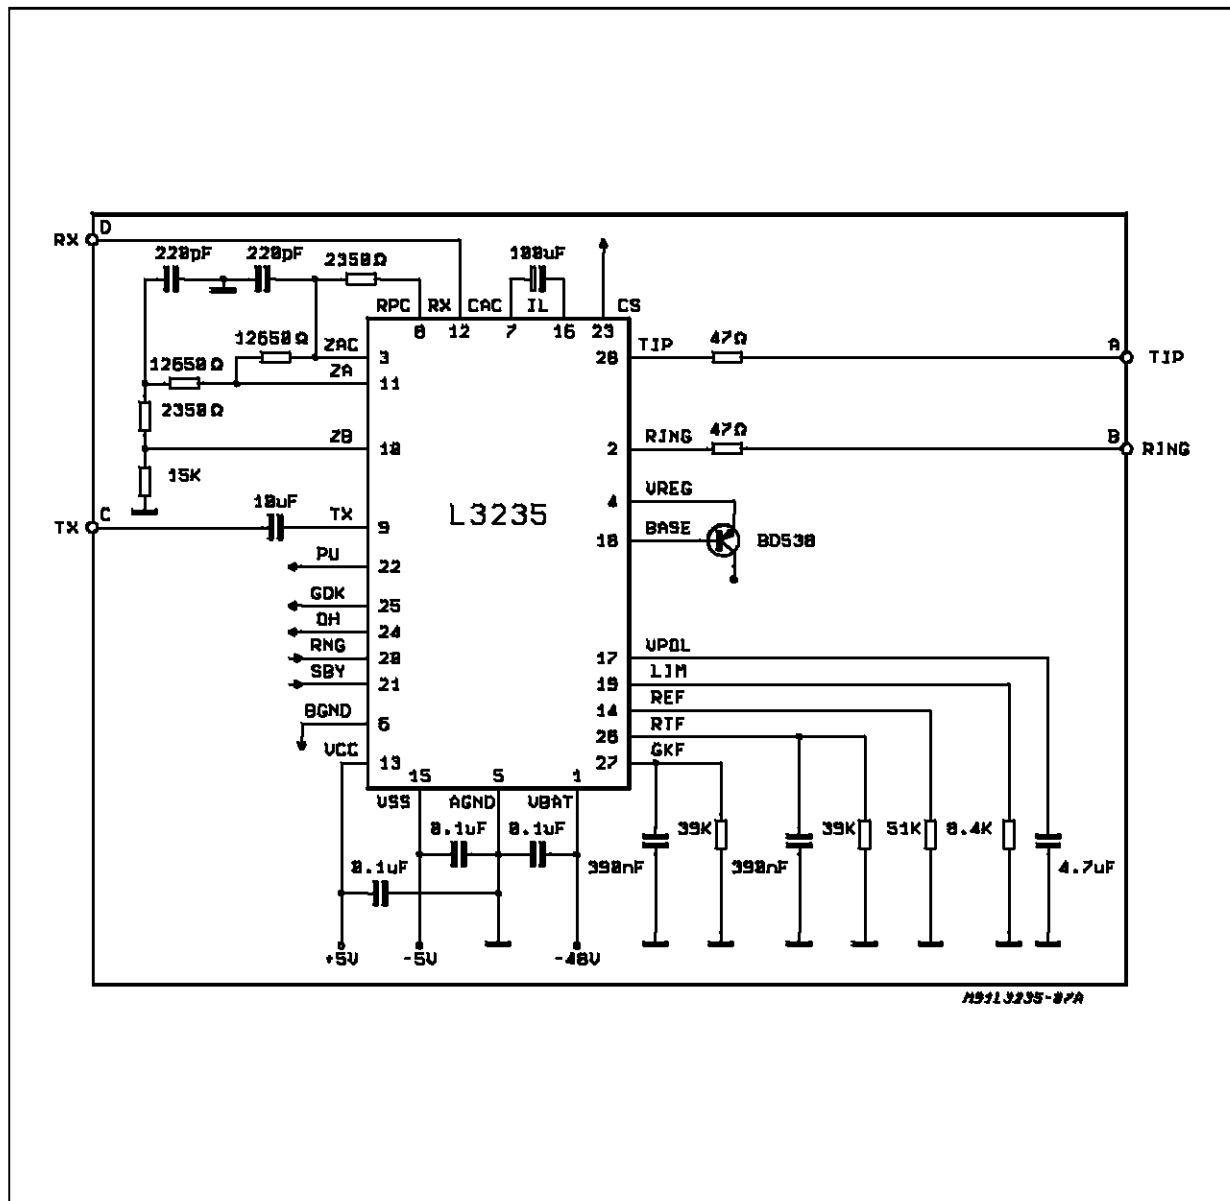 D
RX
220pF 220pF 2350Ω 100uF
RPC RX CAC IL CS
8 12 7 16 23
12650Ω ZAC 3 28 TIP 47Ω A TIP
12650Ω ZA 11
2350Ω
ZB 10 2 RING 47Ω B RING
15K
4 VREG
10uF
TX C TX 9 L3235 18 BASE BD538
PU 22
GDK 25
OH 24
RNG 20 17 VPOL
SBY 21 19 LIM
14 REF
BGND 6 26 RTF
VCC 13 27 GKF
15 5 1
VSS AGND VBAT
0.1uF 0.1uF 39K 39K 51K 8.4K
0.1uF 390nF 390nF 4.7uF
+5V -5V -48V
M91L3235-07A